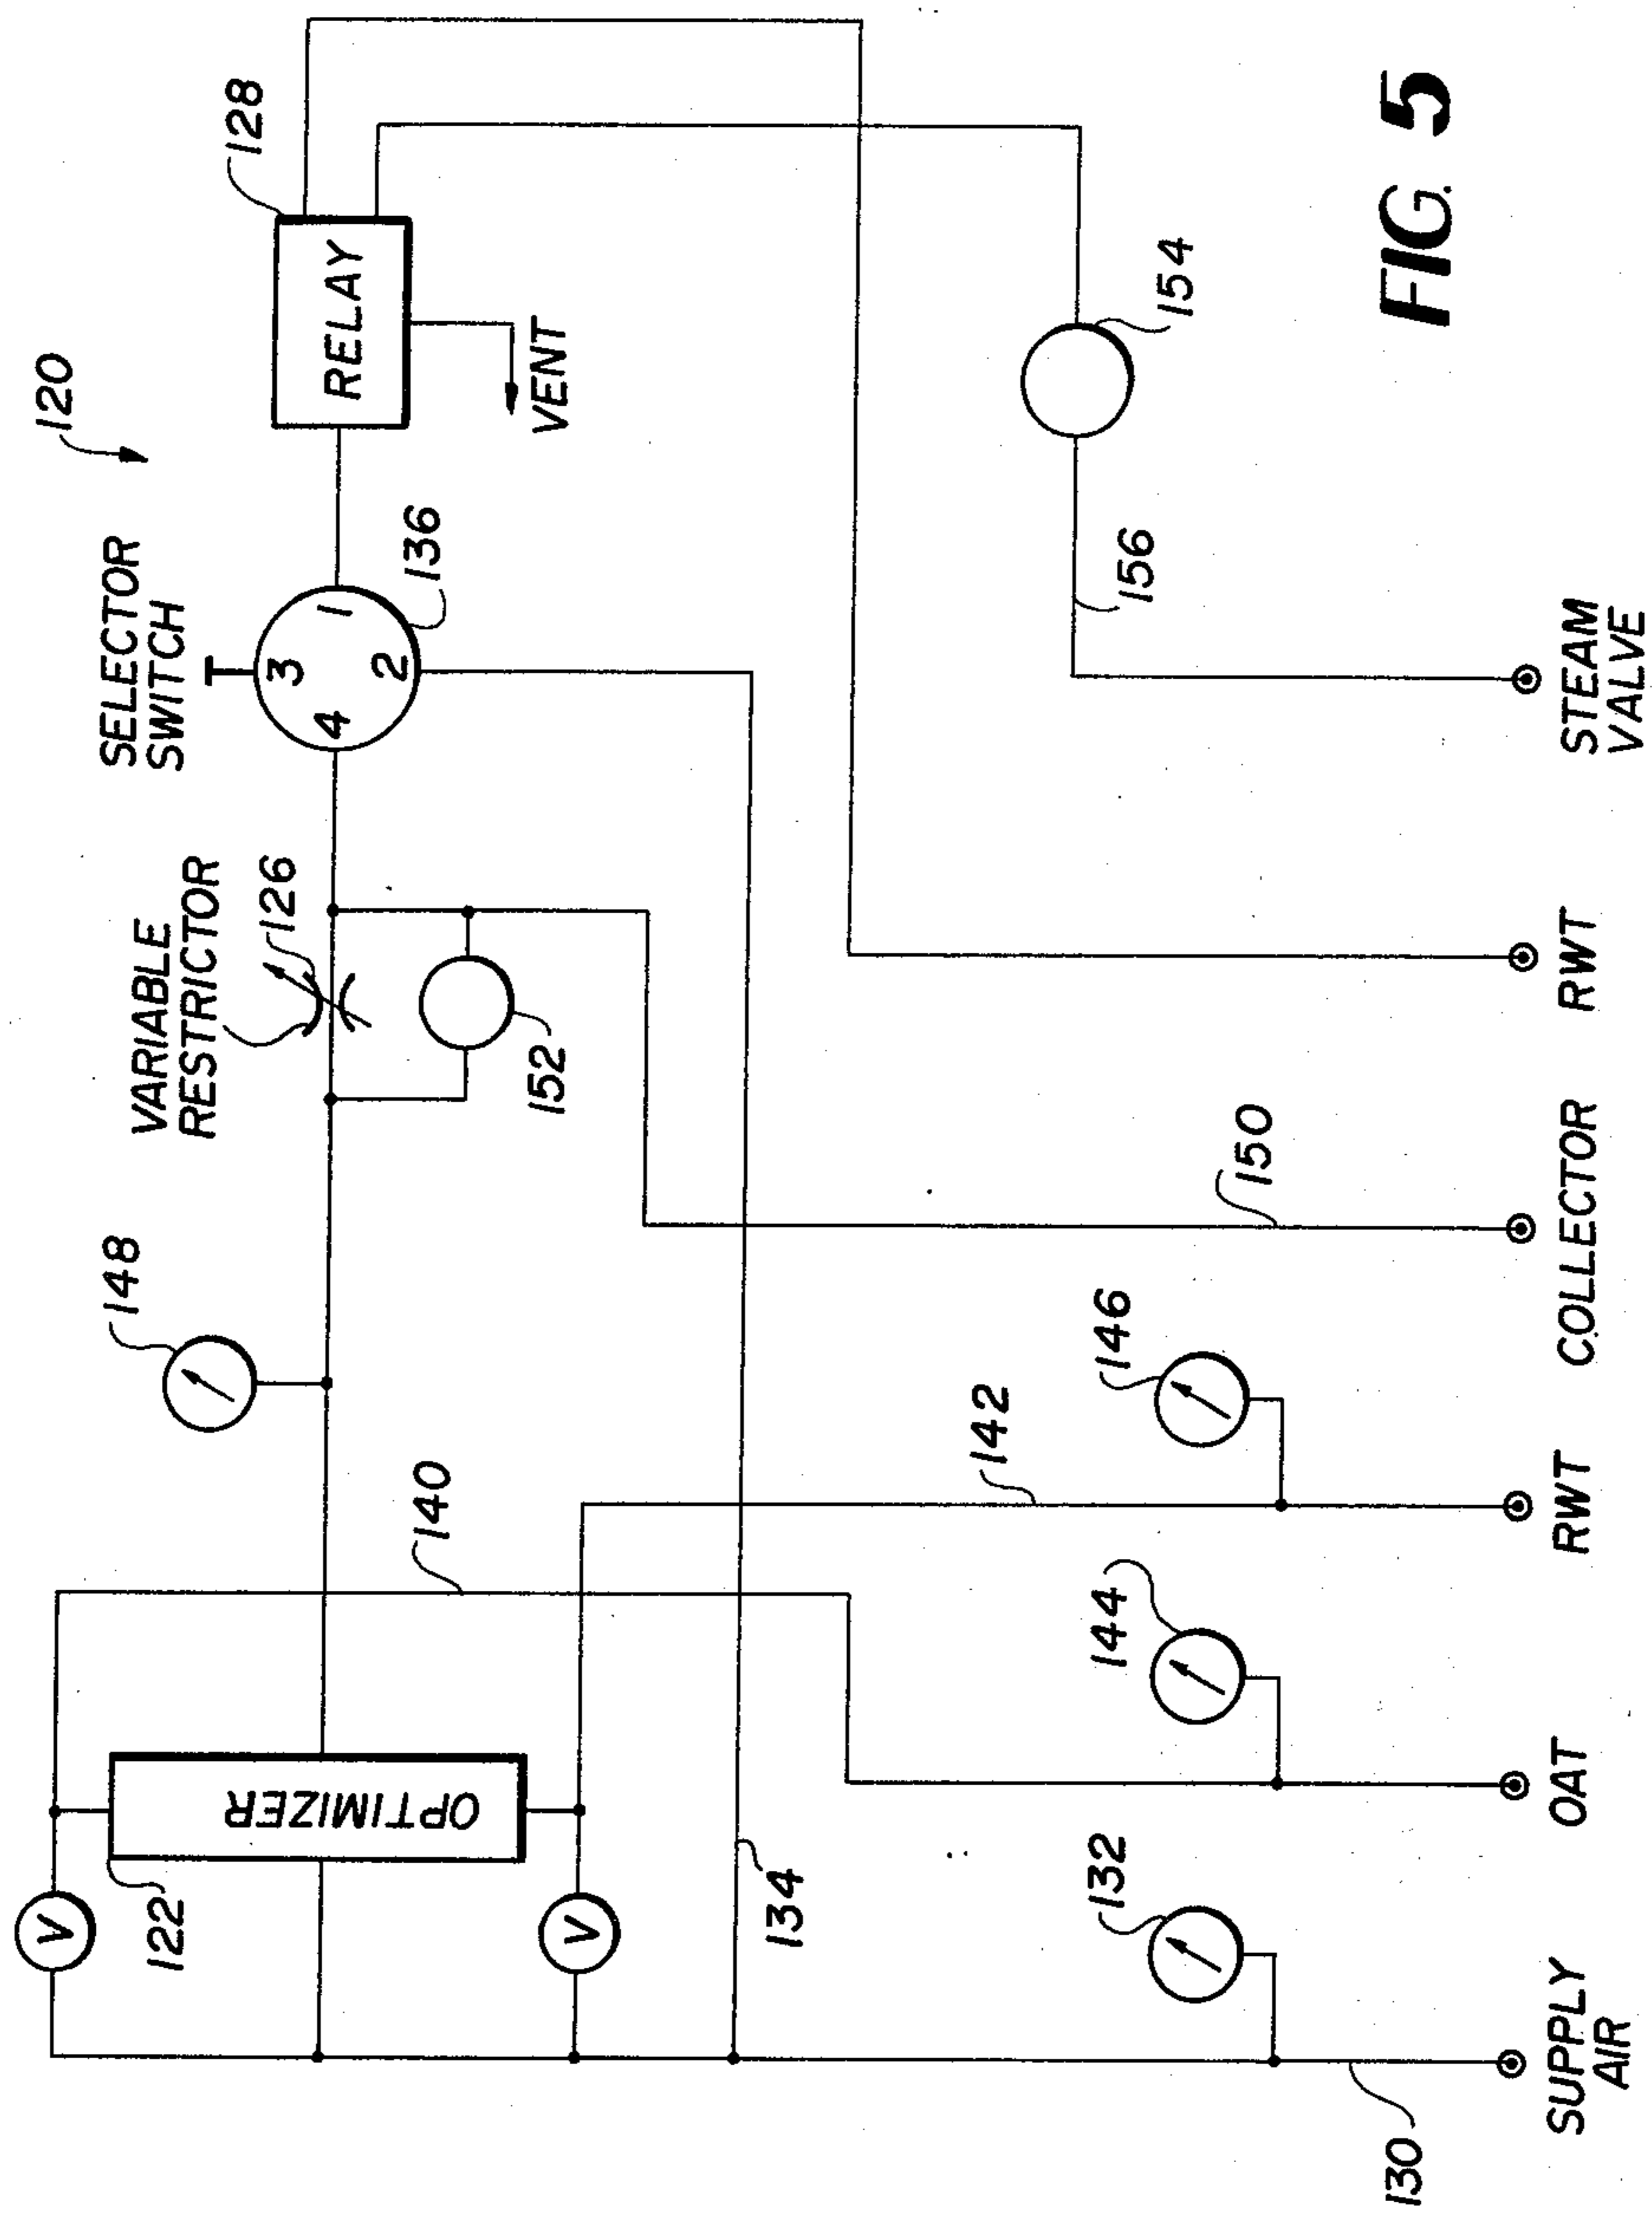 120
SELECTOR
SWITCH
128
RELAY
VENT
3
4
1
2
136
VARIABLE
RESTRICTOR
126
152
148
140
142
122
V
OPTIMIZER
V
134
132
144
146
150
156
154
130
SUPPLY
AIR
OAT
RWT
COLLECTOR
RWT
STEAM
VALVE
FIG. 5